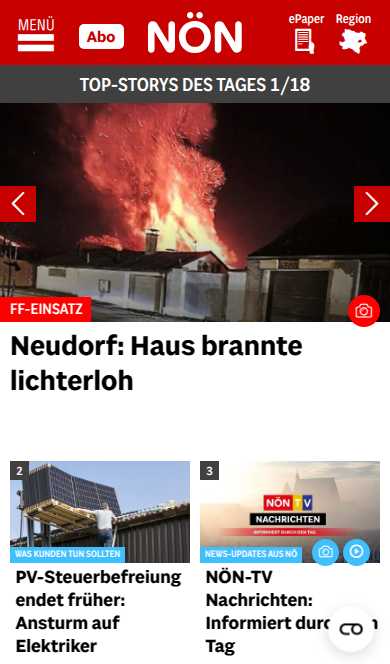 MENÜ
Abo
NÖN
ePaper
Region
TOP-STORYS DES TAGES 1/18
FF-EINSATZ
Neudorf: Haus brannte
lichterloh
2
WAS KUNDEN TUN SOLLTEN
PV-Steuerbefreiung
endet früher:
Ansturm auf
Elektriker
3
NÖN TV
NACHRICHTEN
INFORMIERT DURCH DEN TAG
NEWS-UPDATES AUS NÖ
NÖN-TV
Nachrichten:
Informiert durch den
Tag